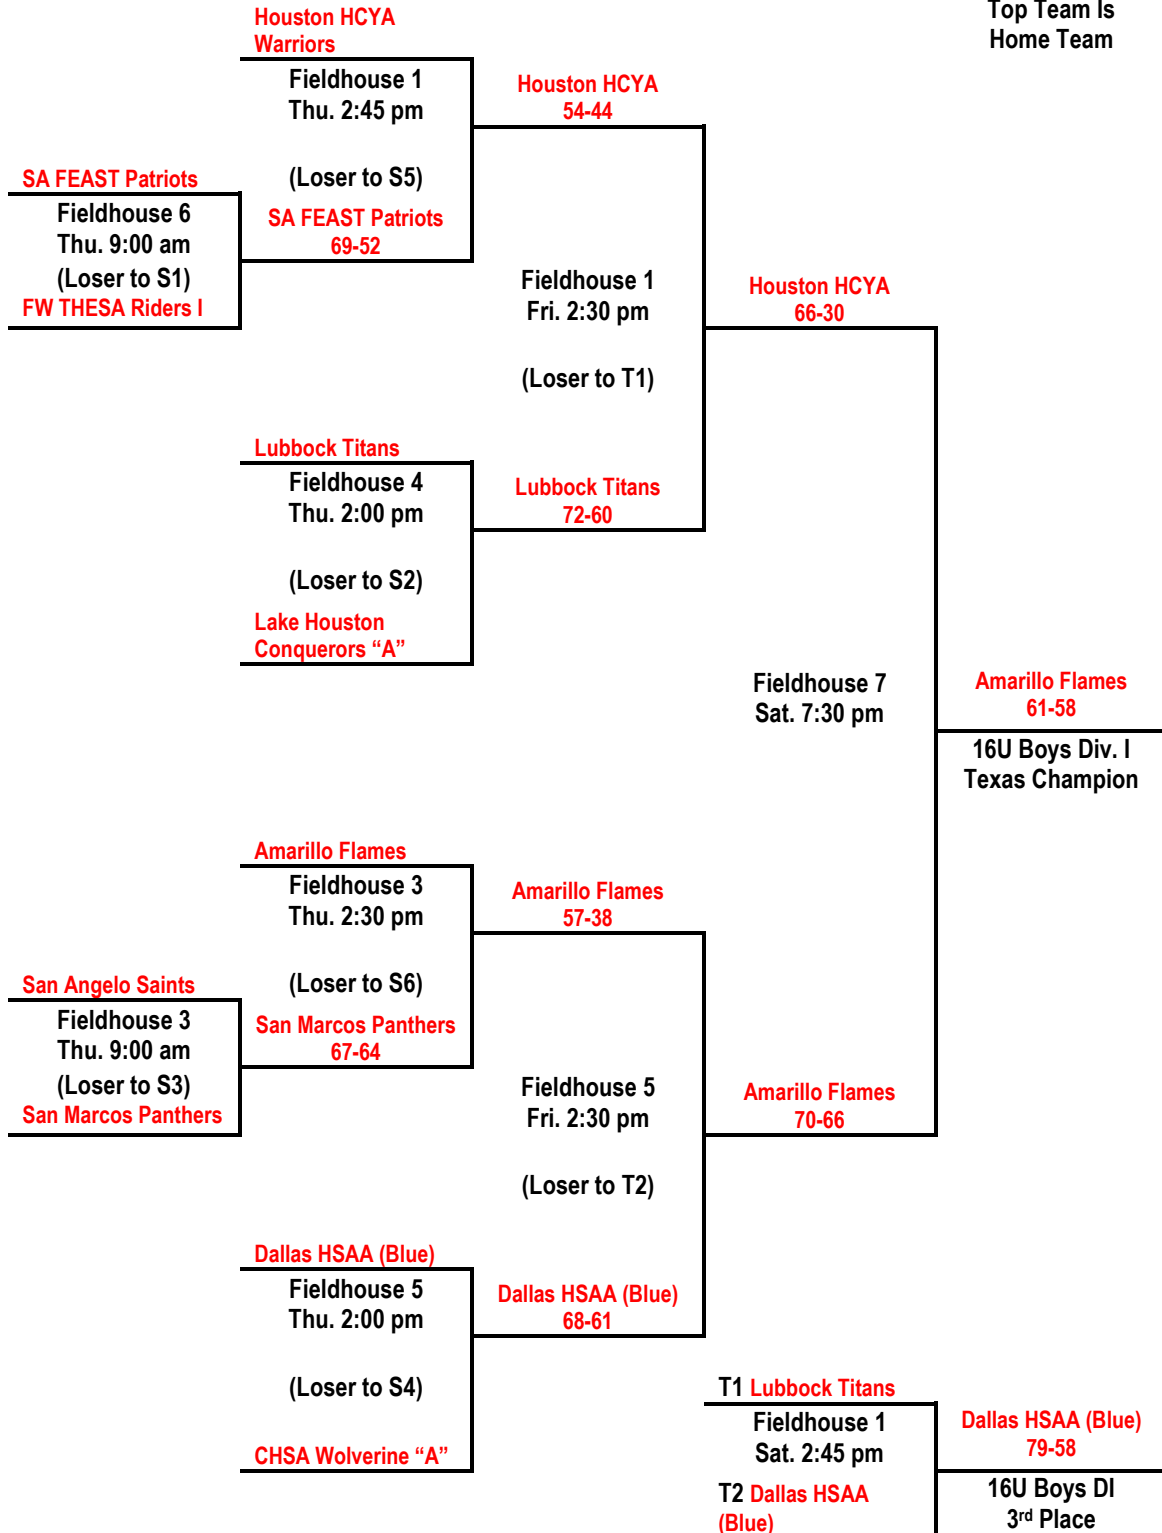 Top Team Is
Home Team
Houston HCYA
Warriors
Fieldhouse 1
Thu. 2:45 pm
(Loser to S5)
Houston HCYA
54-44
SA FEAST Patriots
Fieldhouse 6
Thu. 9:00 am
(Loser to S1)
FW THESA Riders I
SA FEAST Patriots
69-52
Fieldhouse 1
Fri. 2:30 pm
(Loser to T1)
Houston HCYA
66-30
Lubbock Titans
Fieldhouse 4
Thu. 2:00 pm
(Loser to S2)
Lake Houston
Conquerors “A”
Lubbock Titans
72-60
Fieldhouse 7
Sat. 7:30 pm
Amarillo Flames
61-58
16U Boys Div. I
Texas Champion
Amarillo Flames
Fieldhouse 3
Thu. 2:30 pm
(Loser to S6)
Amarillo Flames
57-38
San Angelo Saints
Fieldhouse 3
Thu. 9:00 am
(Loser to S3)
San Marcos Panthers
San Marcos Panthers
67-64
Fieldhouse 5
Fri. 2:30 pm
(Loser to T2)
Amarillo Flames
70-66
Dallas HSAA (Blue)
Fieldhouse 5
Thu. 2:00 pm
(Loser to S4)
CHSA Wolverine “A”
Dallas HSAA (Blue)
68-61
T1 Lubbock Titans
Fieldhouse 1
Sat. 2:45 pm
T2 Dallas HSAA
(Blue)
Dallas HSAA (Blue)
79-58
16U Boys DI
3rd Place